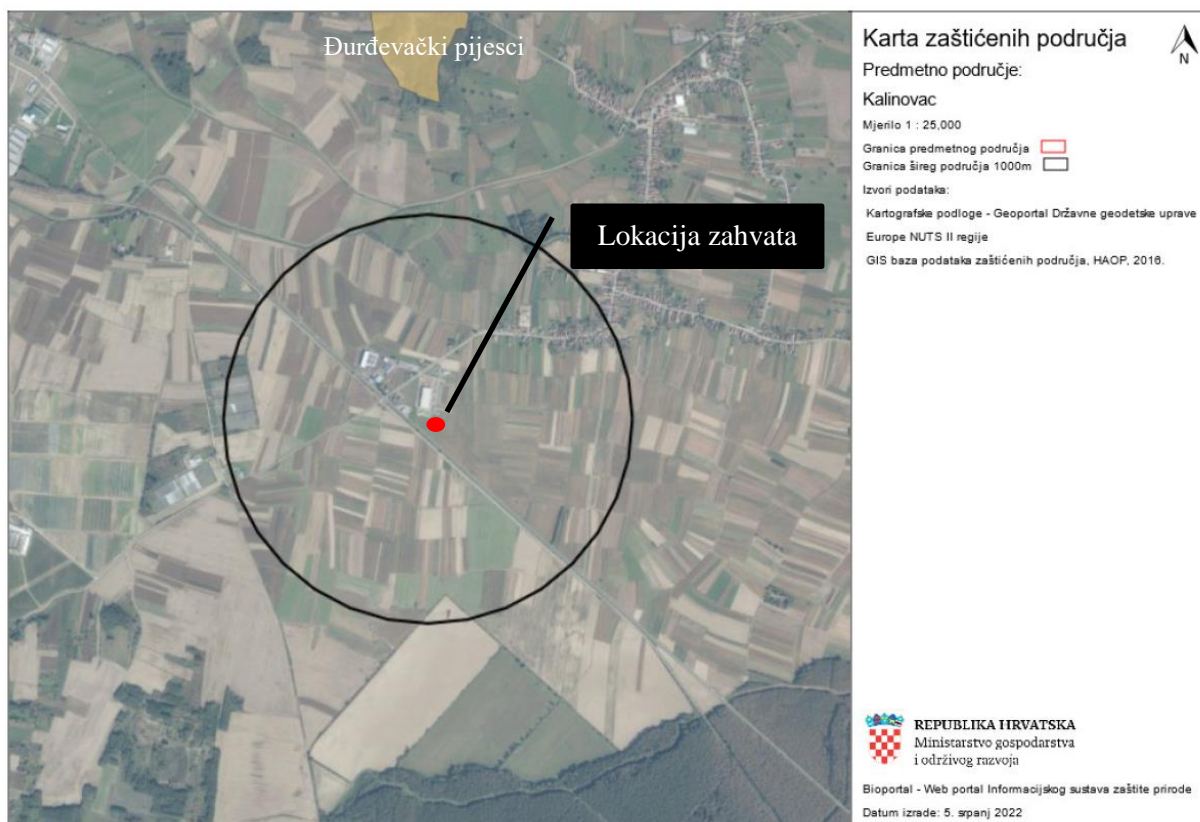 Đurđevački pijesci
Lokacija zahvata
Karta zaštićenih područja
N
Predmetno područje:
Kalinovac
Mjerilo 1 : 25,000
Granica predmetnog područja
Granica šireg područja 1000m
Izvori podataka:
Kartografske podloge - Geoportal Državne geodetske uprave
Europe NUTS II regije
GIS baza podataka zaštićenih područja, HAOP, 2016.
REPUBLIKA HRVATSKA
Ministarstvo gospodarstva
i održivog razvoja
Bioportal - Web portal Informacijskog sustava zaštite prirode
Datum izrade: 5. srpanj 2022